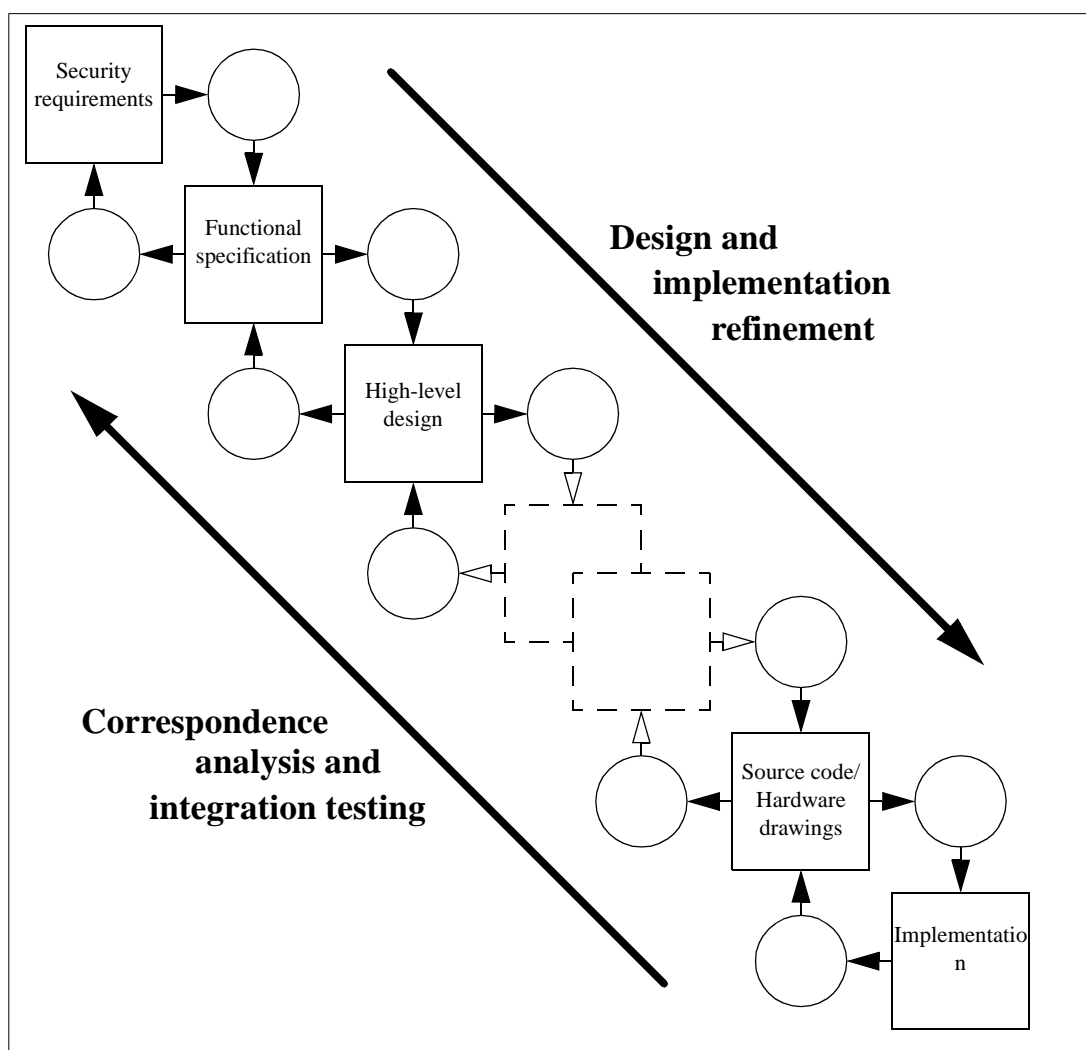 Security
requirements
Functional
specification
Design and
implementation
refinement
High-level
design
Correspondence
analysis and
integration testing
Source code/
Hardware
drawings
Implementatio
n